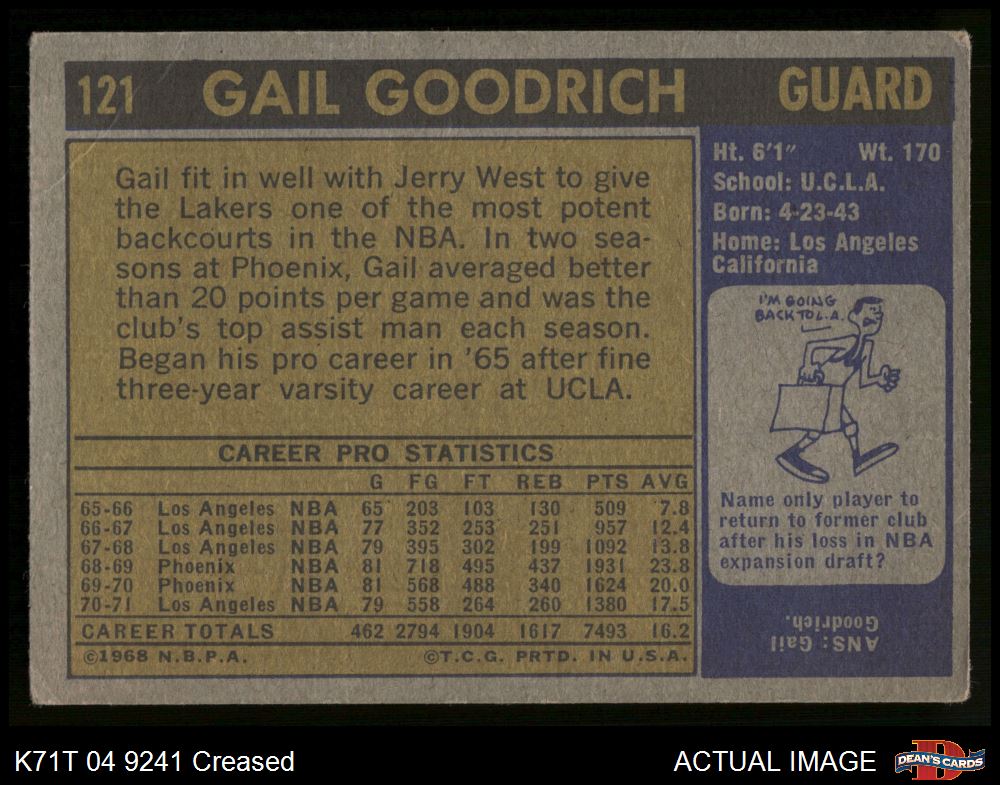 121 GAIL GOODRICH GUARD
Gail fit in well with Jerry West to give
the Lakers one of the most potent
backcourts in the NBA. In two sea-
sons at Phoenix, Gail averaged better
than 20 points per game and was the
club's top assist man each season.
Began his pro career in '65 after fine
three-year varsity career at UCLA.
CAREER PRO STATISTICS
G FG FT REB PTS AVG
65-66 Los Angeles NBA 65 203 103 130 509 7.8
66-67 Los Angeles NBA 77 352 253 251 957 12.4
67-68 Los Angeles NBA 79 395 302 199 1092 13.8
68-69 Phoenix NBA 81 718 495 437 1931 23.8
69-70 Phoenix NBA 81 568 488 340 1624 20.0
70-71 Los Angeles NBA 79 558 264 260 1380 17.5
CAREER TOTALS 462 2794 1904 1617 7493 16.2
©1968 N.B.P.A. ©T.C.G. PRTD. IN U.S.A.
Ht. 6'1" Wt. 170
School: U.C.L.A.
Born: 4-23-43
Home: Los Angeles
California
I'M GOING
BACK TO L.A.
Name only player to
return to former club
after his loss in NBA
expansion draft?
ANS: Gail
Goodrich.
K71T 04 9241 Creased
ACTUAL IMAGE
D
DEAN'S CARDS